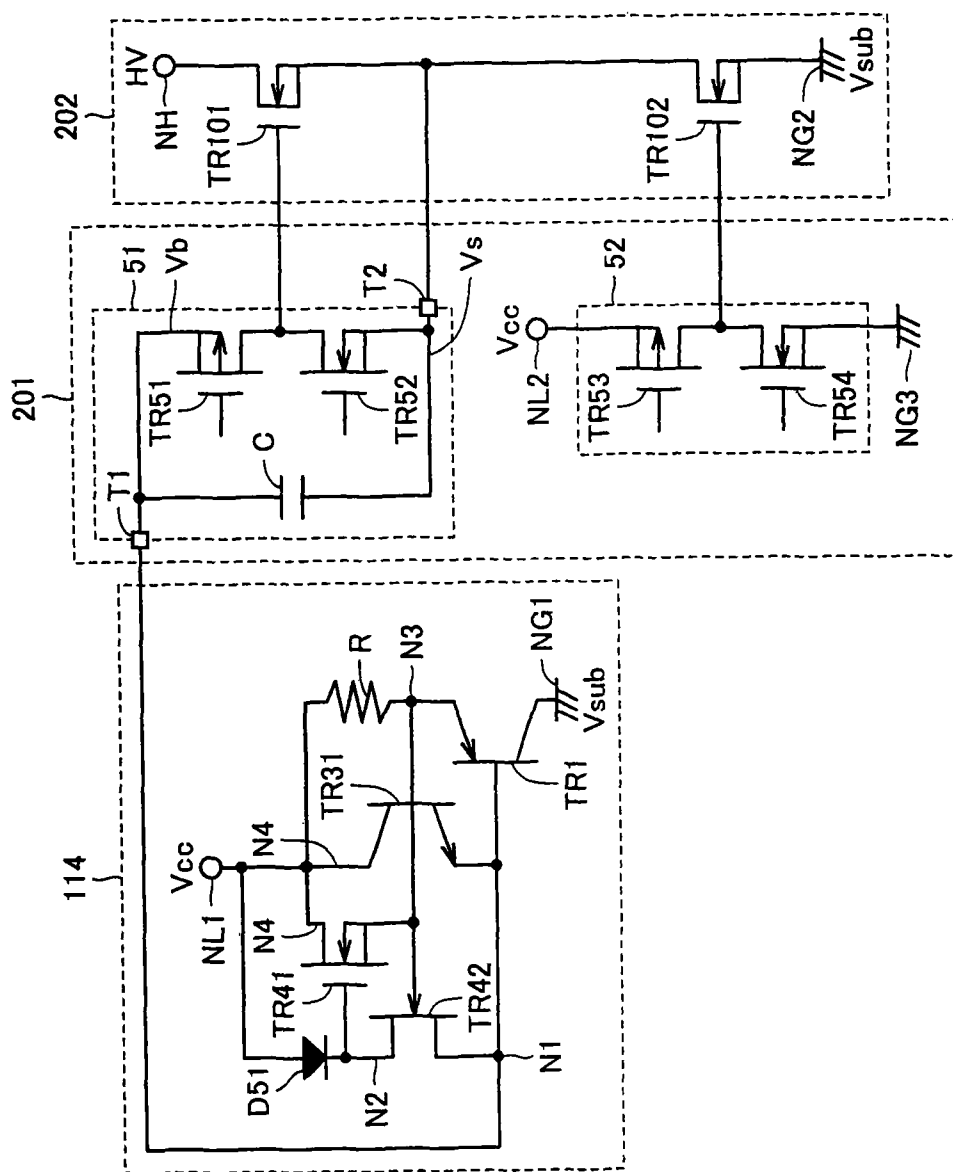 114
Vcc
NL1
N4
N4
TR31
R
N3
TR41
D51
N2
TR42
N1
TR1
NG1
Vsub
201
T1
51
Vb
TR51
C
TR52
T2
Vs
Vcc
NL2
52
TR53
TR54
NG3
202
HV
NH
TR101
TR102
NG2
Vsub